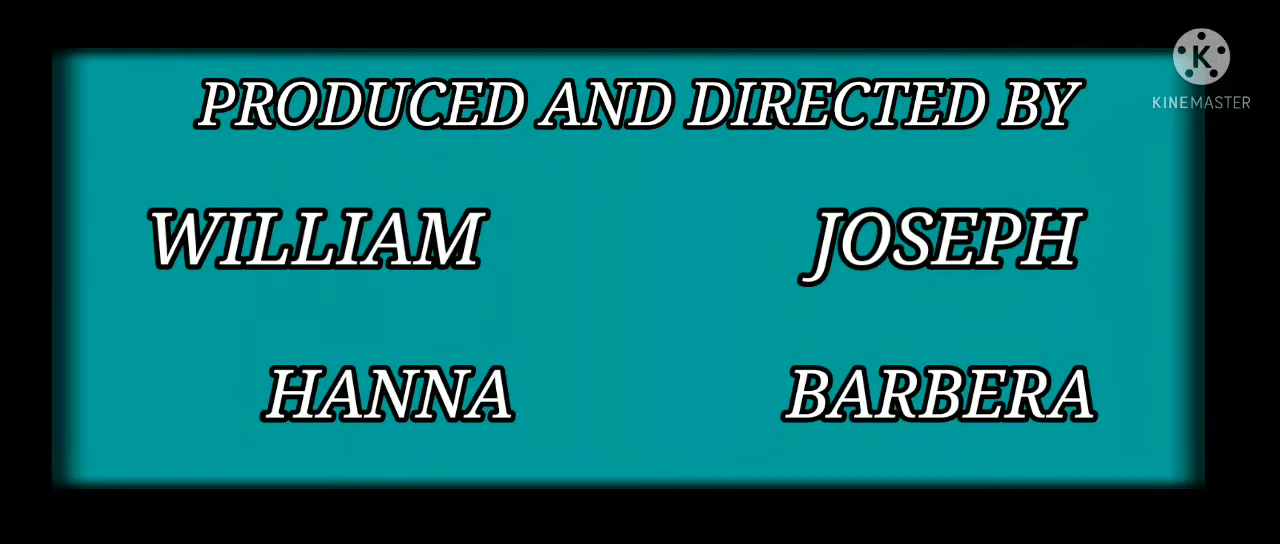 PRODUCED AND DIRECTED BY
WILLIAM JOSEPH
HANNA BARBERA
K
KINEMASTER